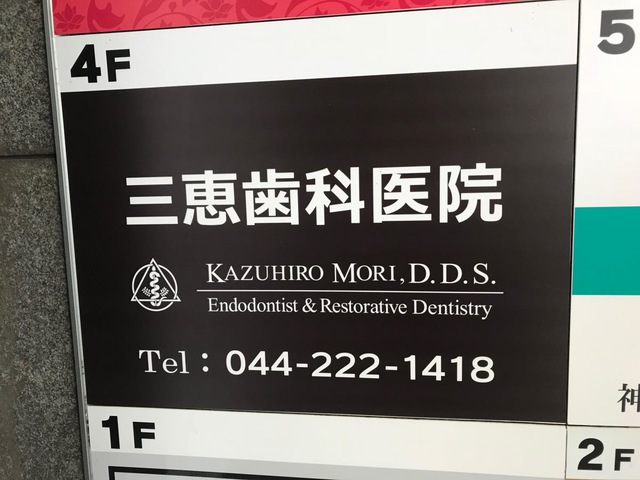 4F
5
三恵歯科医院
KAZUHIRO MORI, D.D.S.
Endodontist & Restorative Dentistry
Tel：044-222-1418
神
1F
2F